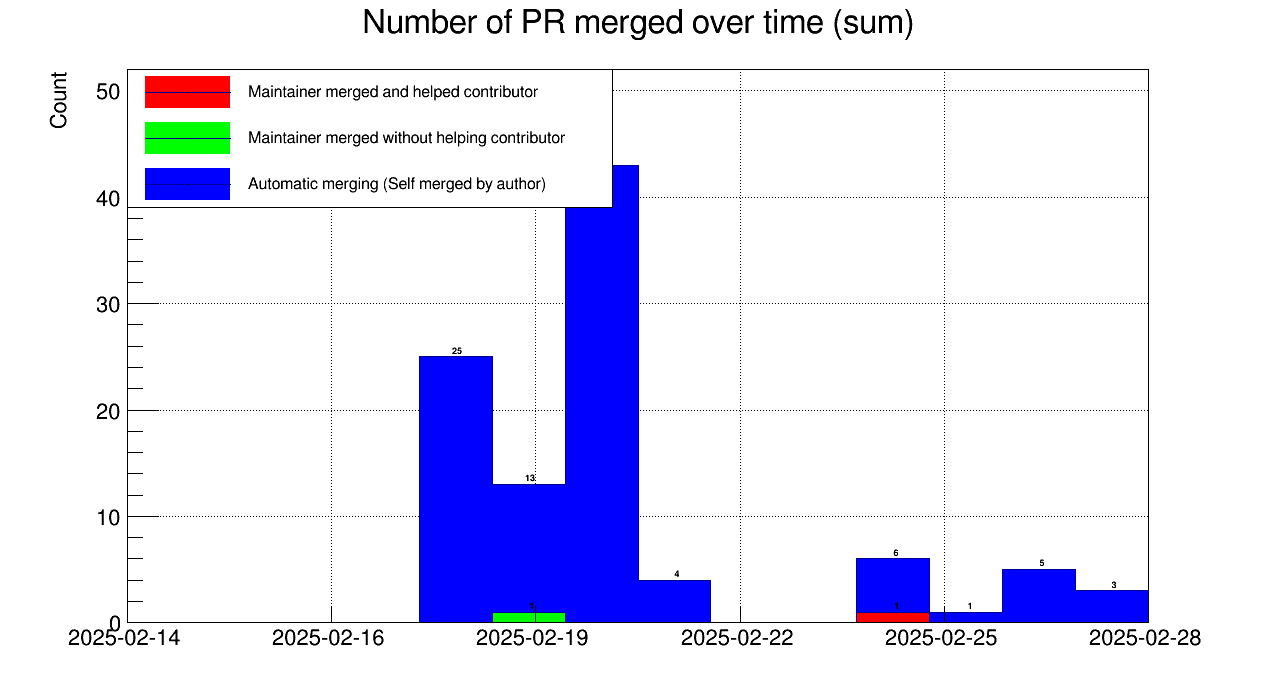 Number of PR merged over time (sum)
Count
50
40
30
20
10
0
Maintainer merged and helped contributor
Maintainer merged without helping contributor
Automatic merging (Self merged by author)
25
13
1
4
6
1
1
5
3
2025-02-14 2025-02-16 2025-02-19 2025-02-22 2025-02-25 2025-02-28